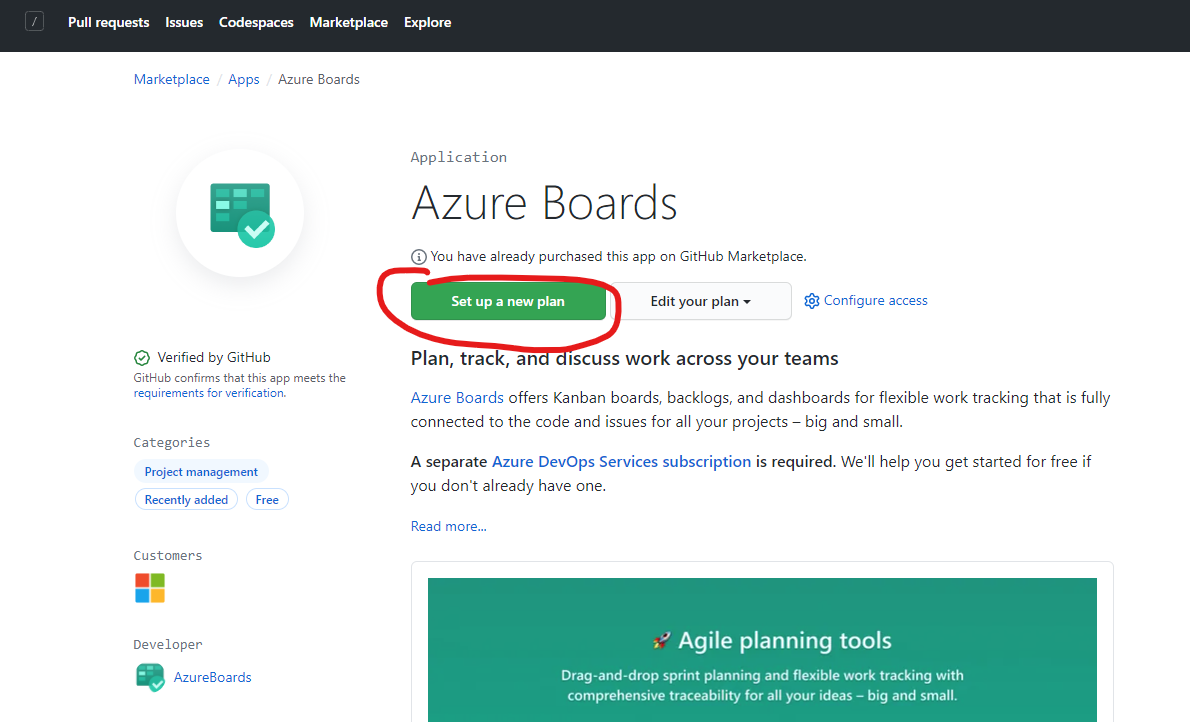 / Pull requests Issues Codespaces Marketplace Explore
Marketplace / Apps / Azure Boards
Application
Azure Boards
You have already purchased this app on GitHub Marketplace.
Set up a new plan Edit your plan Configure access
Verified by GitHub
GitHub confirms that this app meets the
requirements for verification.
Categories
Project management
Recently added Free
Customers
Developer
AzureBoards
Plan, track, and discuss work across your teams
Azure Boards offers Kanban boards, backlogs, and dashboards for flexible work tracking that is fully
connected to the code and issues for all your projects – big and small.
A separate Azure DevOps Services subscription is required. We'll help you get started for free if
you don't already have one.
Read more...
🚀 Agile planning tools
Drag-and-drop sprint planning and flexible work tracking with
comprehensive traceability for all your ideas – big and small.